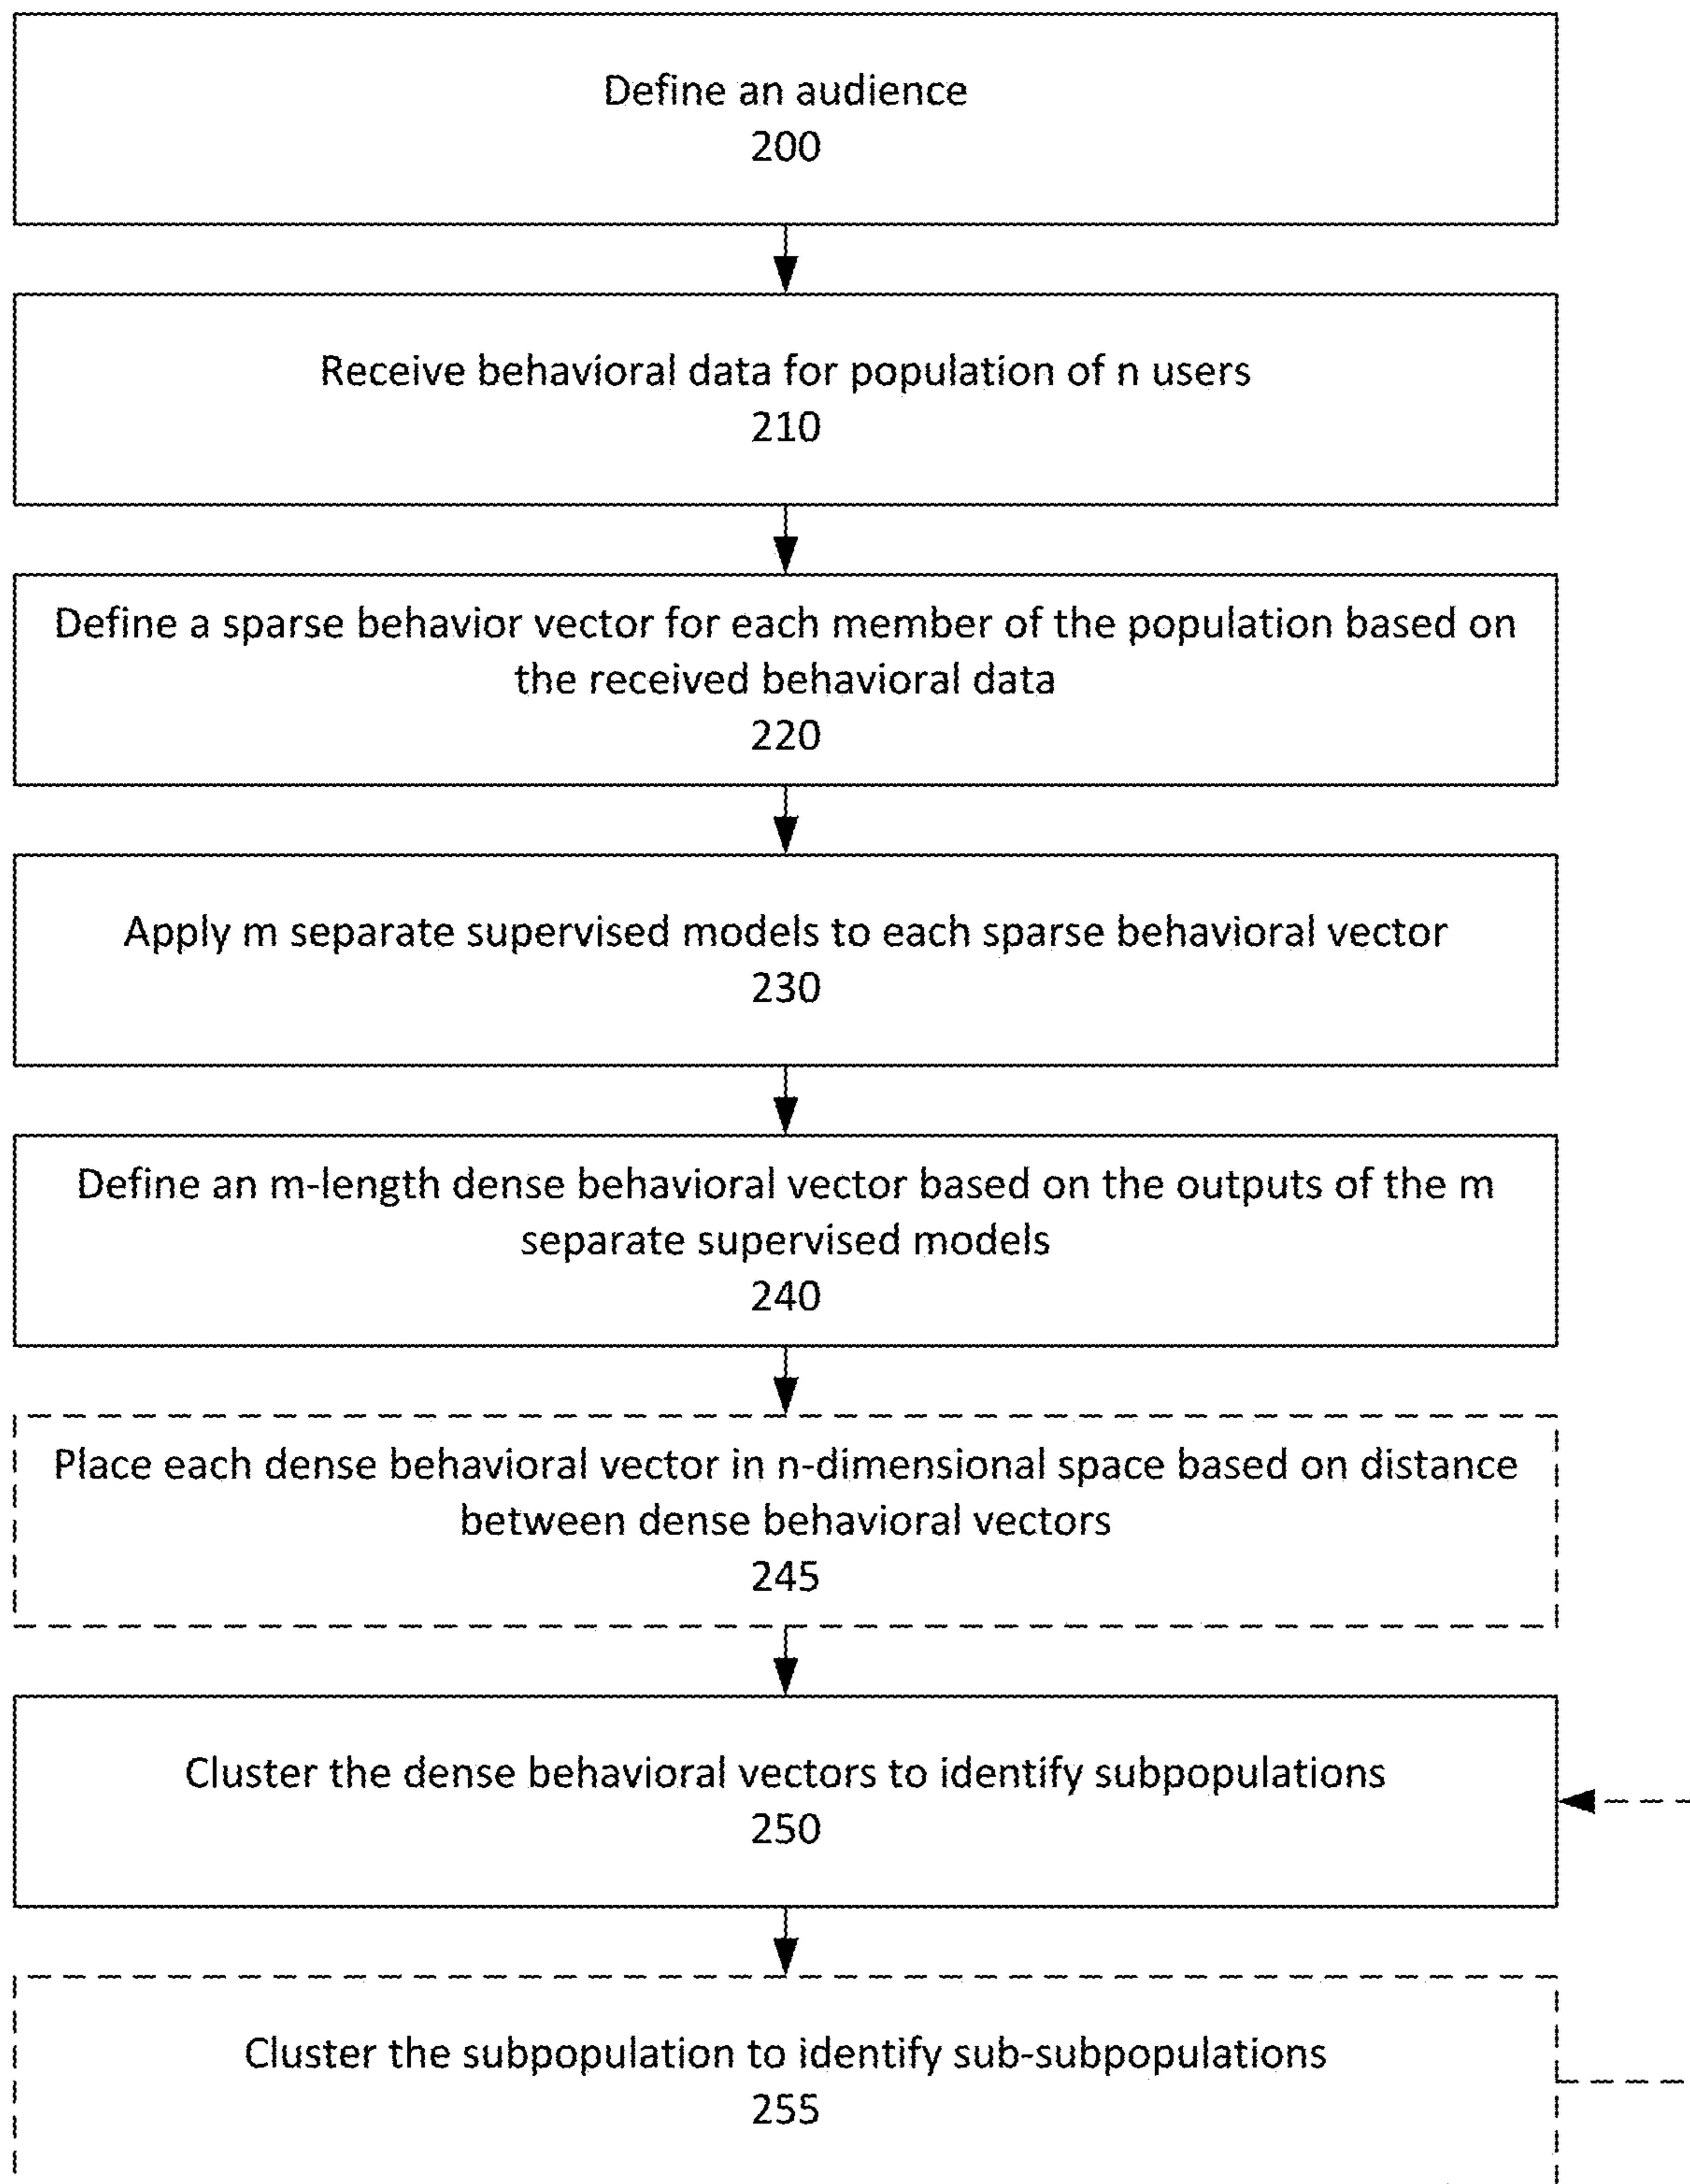 Define an audience
200
Receive behavioral data for population of n users
210
Define a sparse behavior vector for each member of the population based on
the received behavioral data
220
Apply m separate supervised models to each sparse behavioral vector
230
Define an m-length dense behavioral vector based on the outputs of the m
separate supervised models
240
Place each dense behavioral vector in n-dimensional space based on distance
between dense behavioral vectors
245
Cluster the dense behavioral vectors to identify subpopulations
250
Cluster the subpopulation to identify sub-subpopulations
255